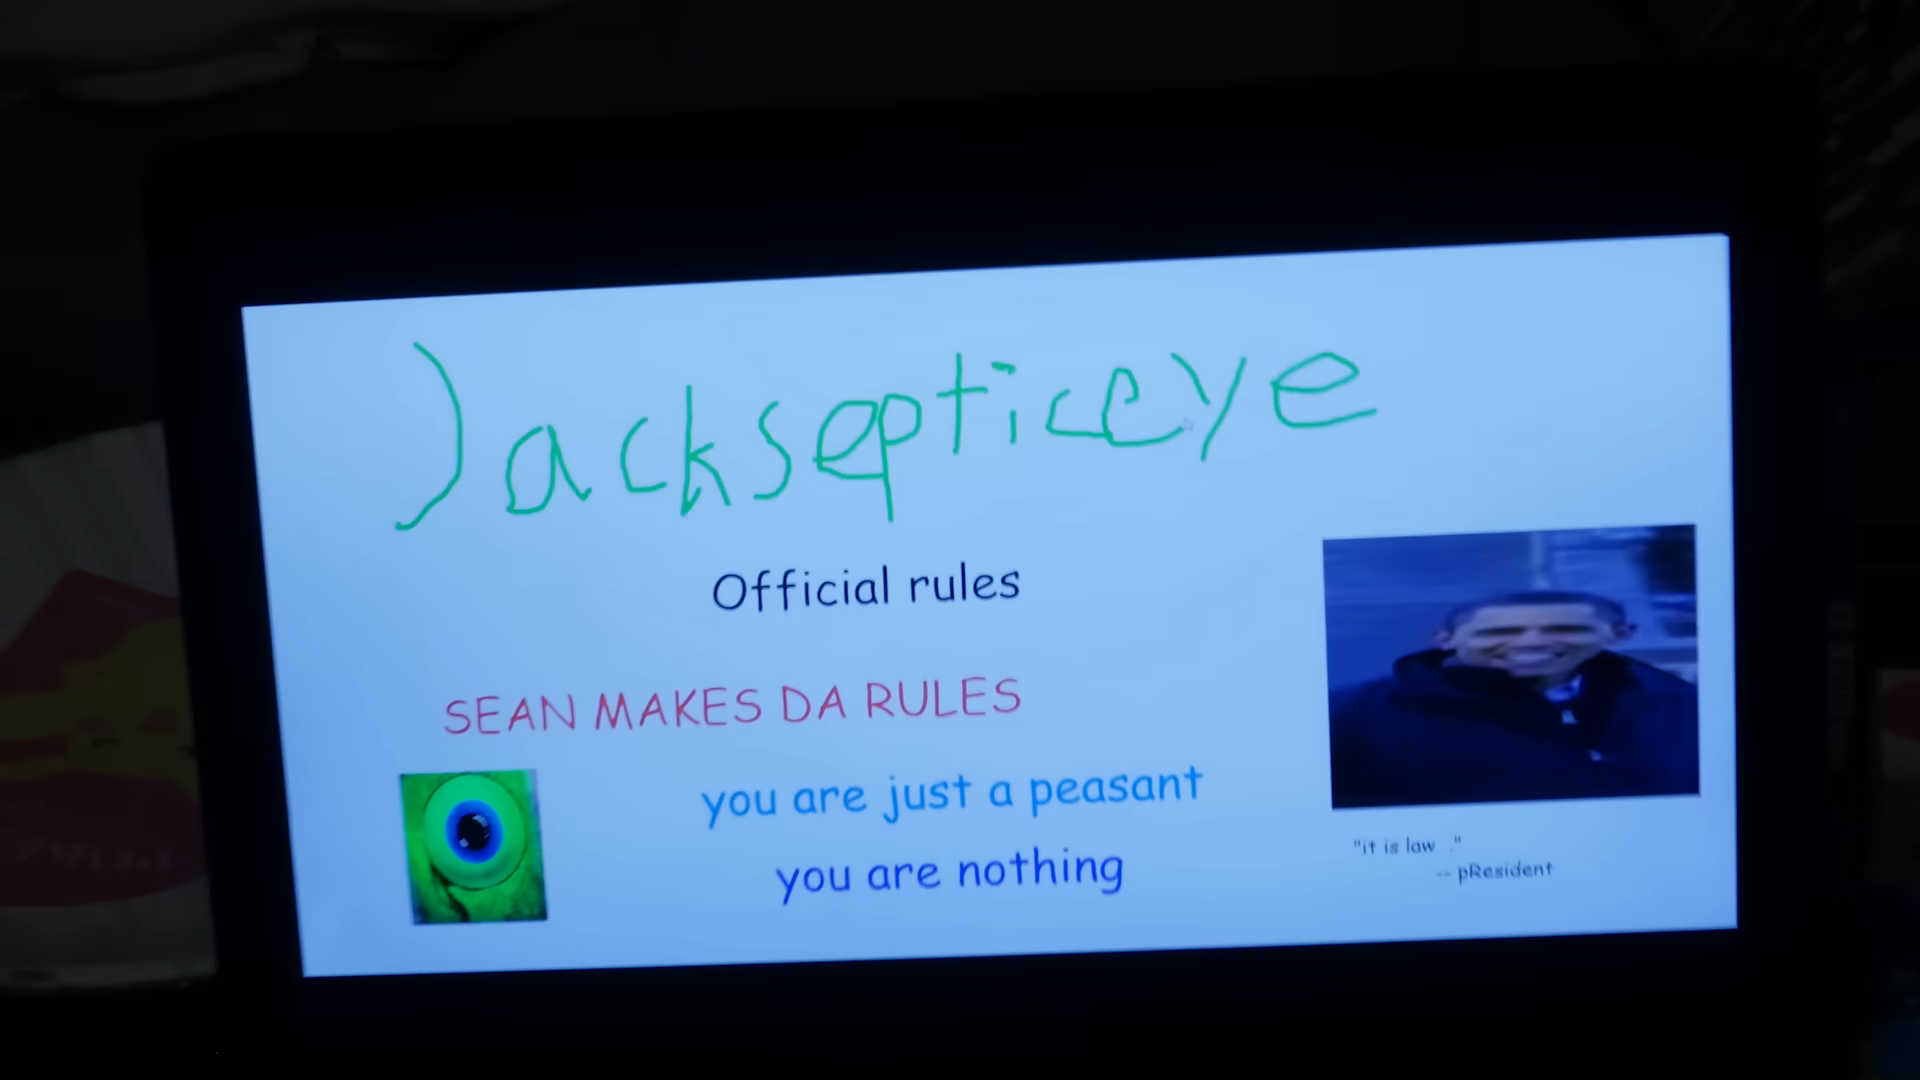 Jacksepticeye
Official rules
SEAN MAKES DA RULES
you are just a peasant
you are nothing
"it is law ."
-- pResident